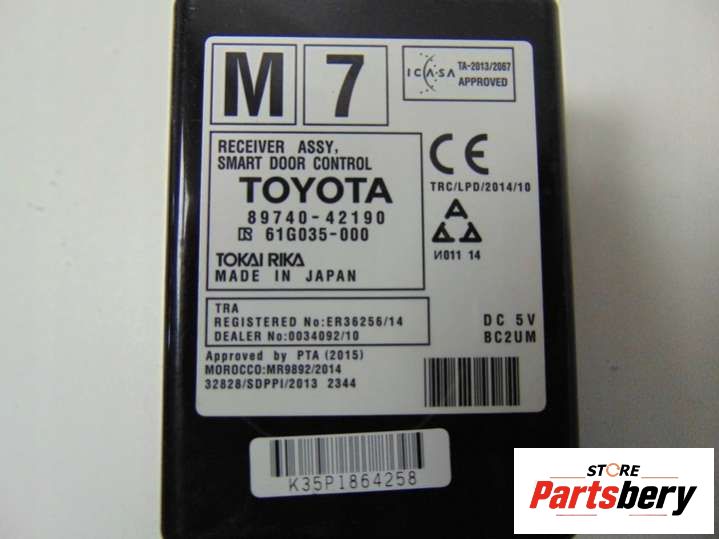 M 7
ICASA TA-2013/2067
APPROVED
RECEIVER ASSY,
SMART DOOR CONTROL
TOYOTA
89740-42190
R 61G035-000
TOKAI RIKA
MADE IN JAPAN
CE
TRC/LPD/2014/10
И011 14
TRA
REGISTERED No:ER36256/14
DEALER No:0034092/10
DC 5V
BC2UM
Approved by PTA (2015)
MOROCCO:MR9892/2014
32828/SDPPI/2013 2344
K35P1864258
STORE
Partsbery